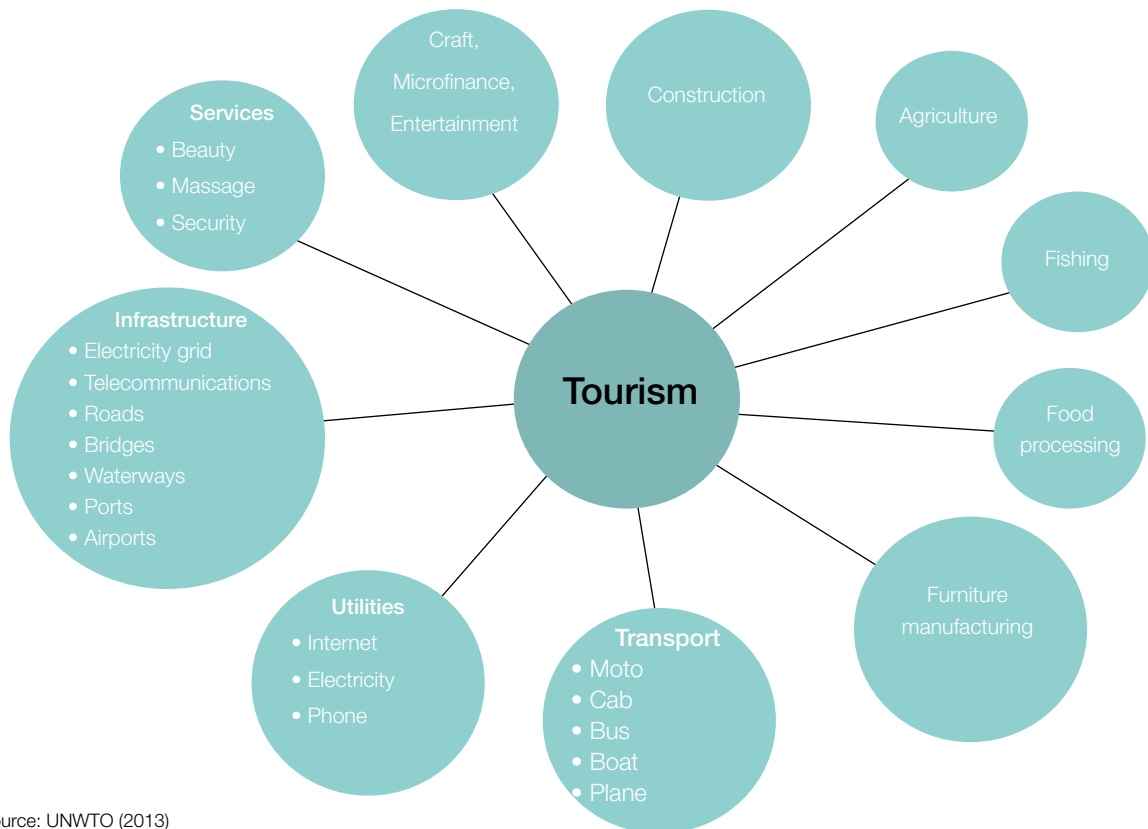 Craft,
Microfinance,
Entertainment
Construction
Agriculture
Services
• Beauty
• Massage
• Security
Fishing
Infrastructure
• Electricity grid
• Telecommunications
• Roads
• Bridges
• Waterways
• Ports
• Airports
Tourism
Food
processing
Furniture
manufacturing
Utilities
• Internet
• Electricity
• Phone
Transport
• Moto
• Cab
• Bus
• Boat
• Plane
urce: UNWTO (2013)